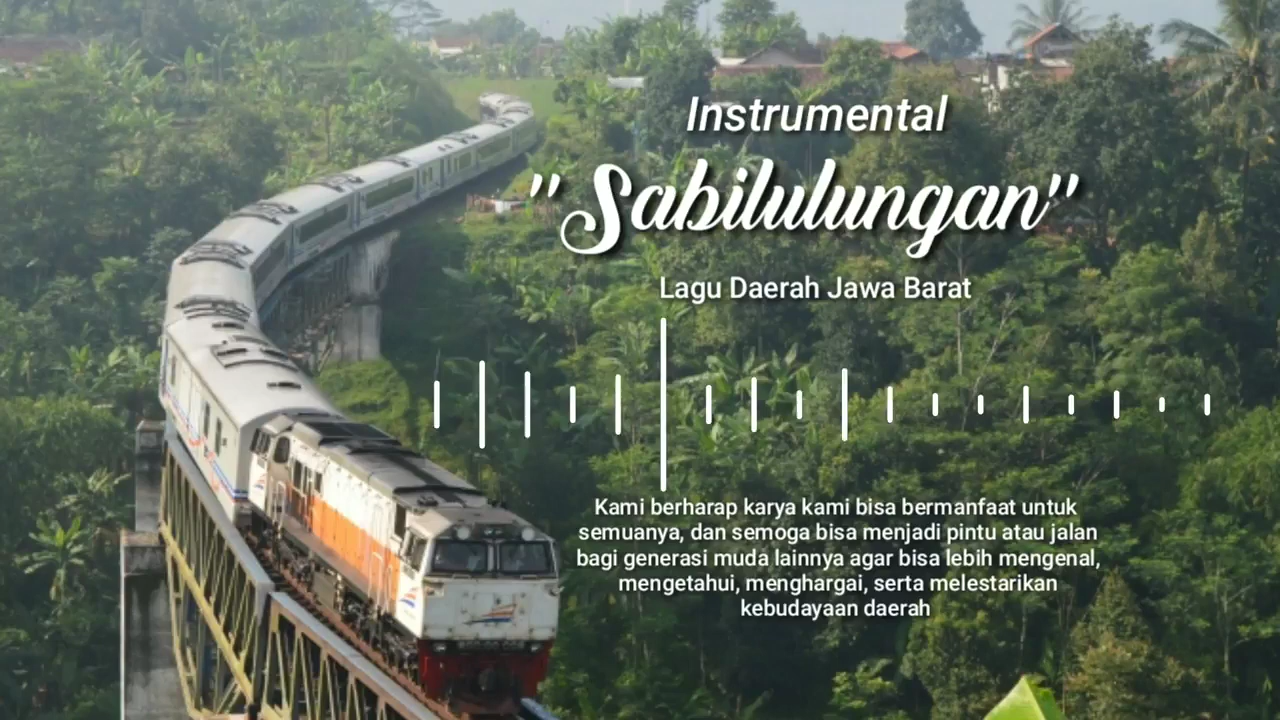 Instrumental
"Sabilulungan"
Lagu Daerah Jawa Barat
Kami berharap karya kami bisa bermanfaat untuk
semuanya, dan semoga bisa menjadi pintu atau jalan
bagi generasi muda lainnya agar bisa lebih mengenal,
mengetahui, menghargai, serta melestarikan
kebudayaan daerah